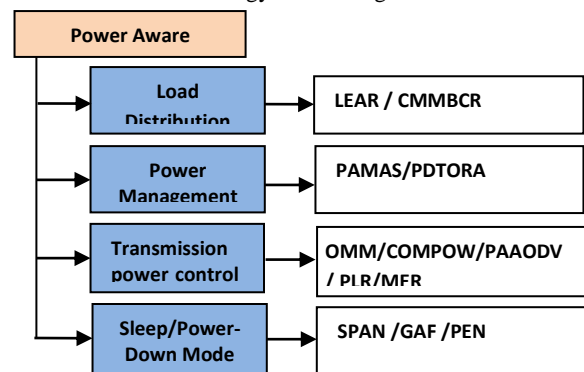 Power Aware
Load
Distribution
LEAR / CMMBCR
Power
Management
PAMAS/PDTORA
Transmission
power control
OMM/COMPOW/PAAODV
/ PLR/MER
Sleep/Power-
Down Mode
SPAN /GAF /PEN